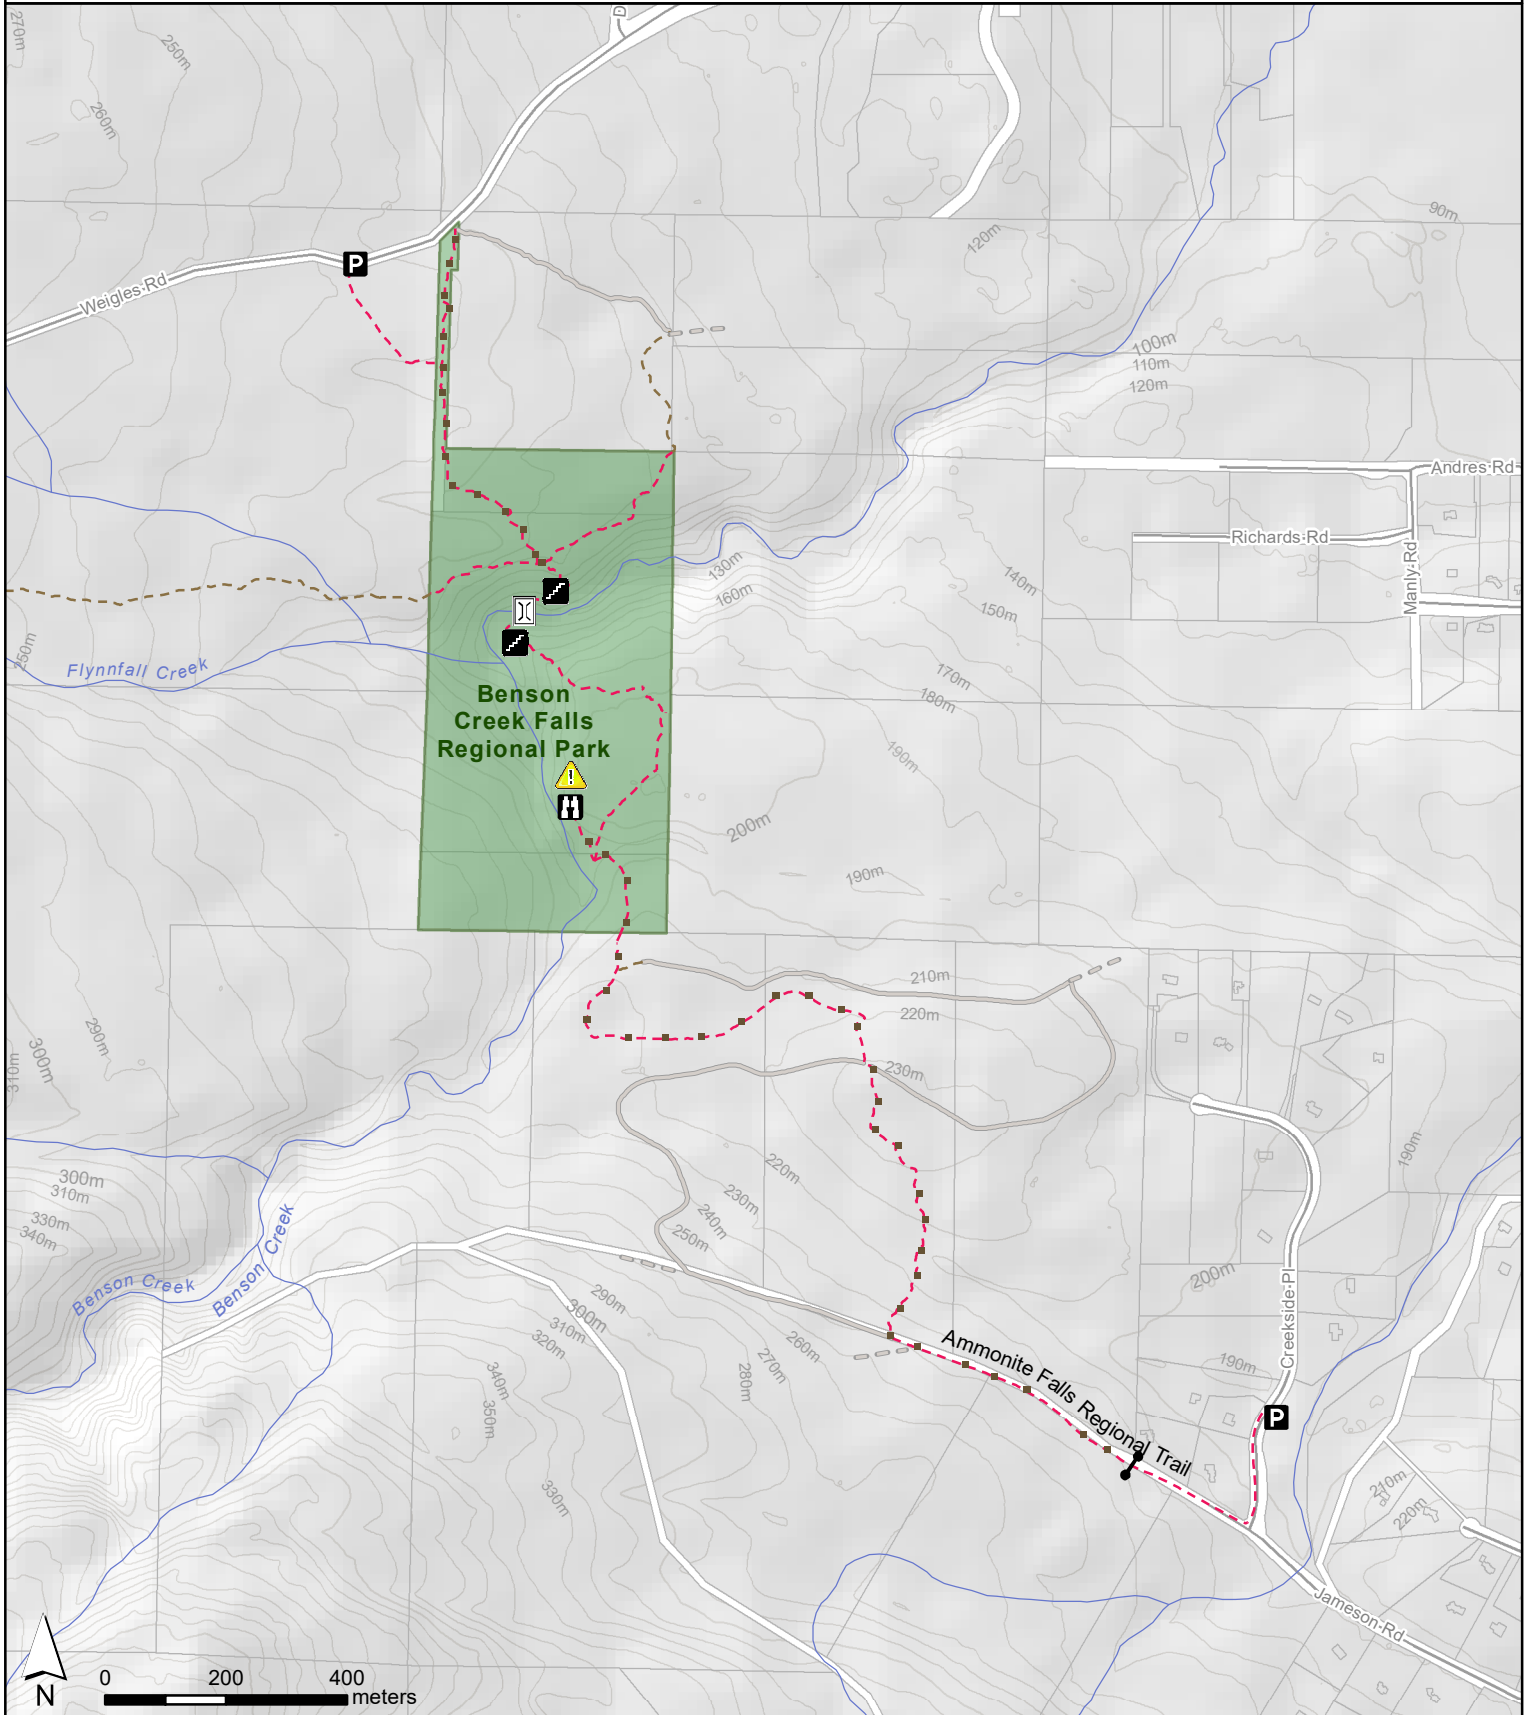 270m
250m
260m
D
Weigles Rd
120m
90m
100m
110m
120m
Andres Rd
Richards Rd
Manly Rd
130m
160m
140m
150m
250m
Flynnfall Creek
170m
180m
Benson
Creek Falls
Regional Park
190m
200m
190m
210m
220m
230m
290m
300m
310m
300m
310m
330m
340m
Benson Creek
Benson Creek
220m
230m
240m
250m
190m
200m
Creekside Pl
290m
300m
310m
320m
260m
270m
280m
340m
350m
330m
Ammonite Falls Regional Trail
190m
P
P
210m
220m
Jameson Rd
N
0 200 400
meters